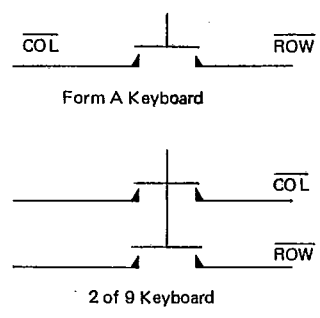 COL ROW
Form A Keyboard
COL
ROW
2 of 9 Keyboard